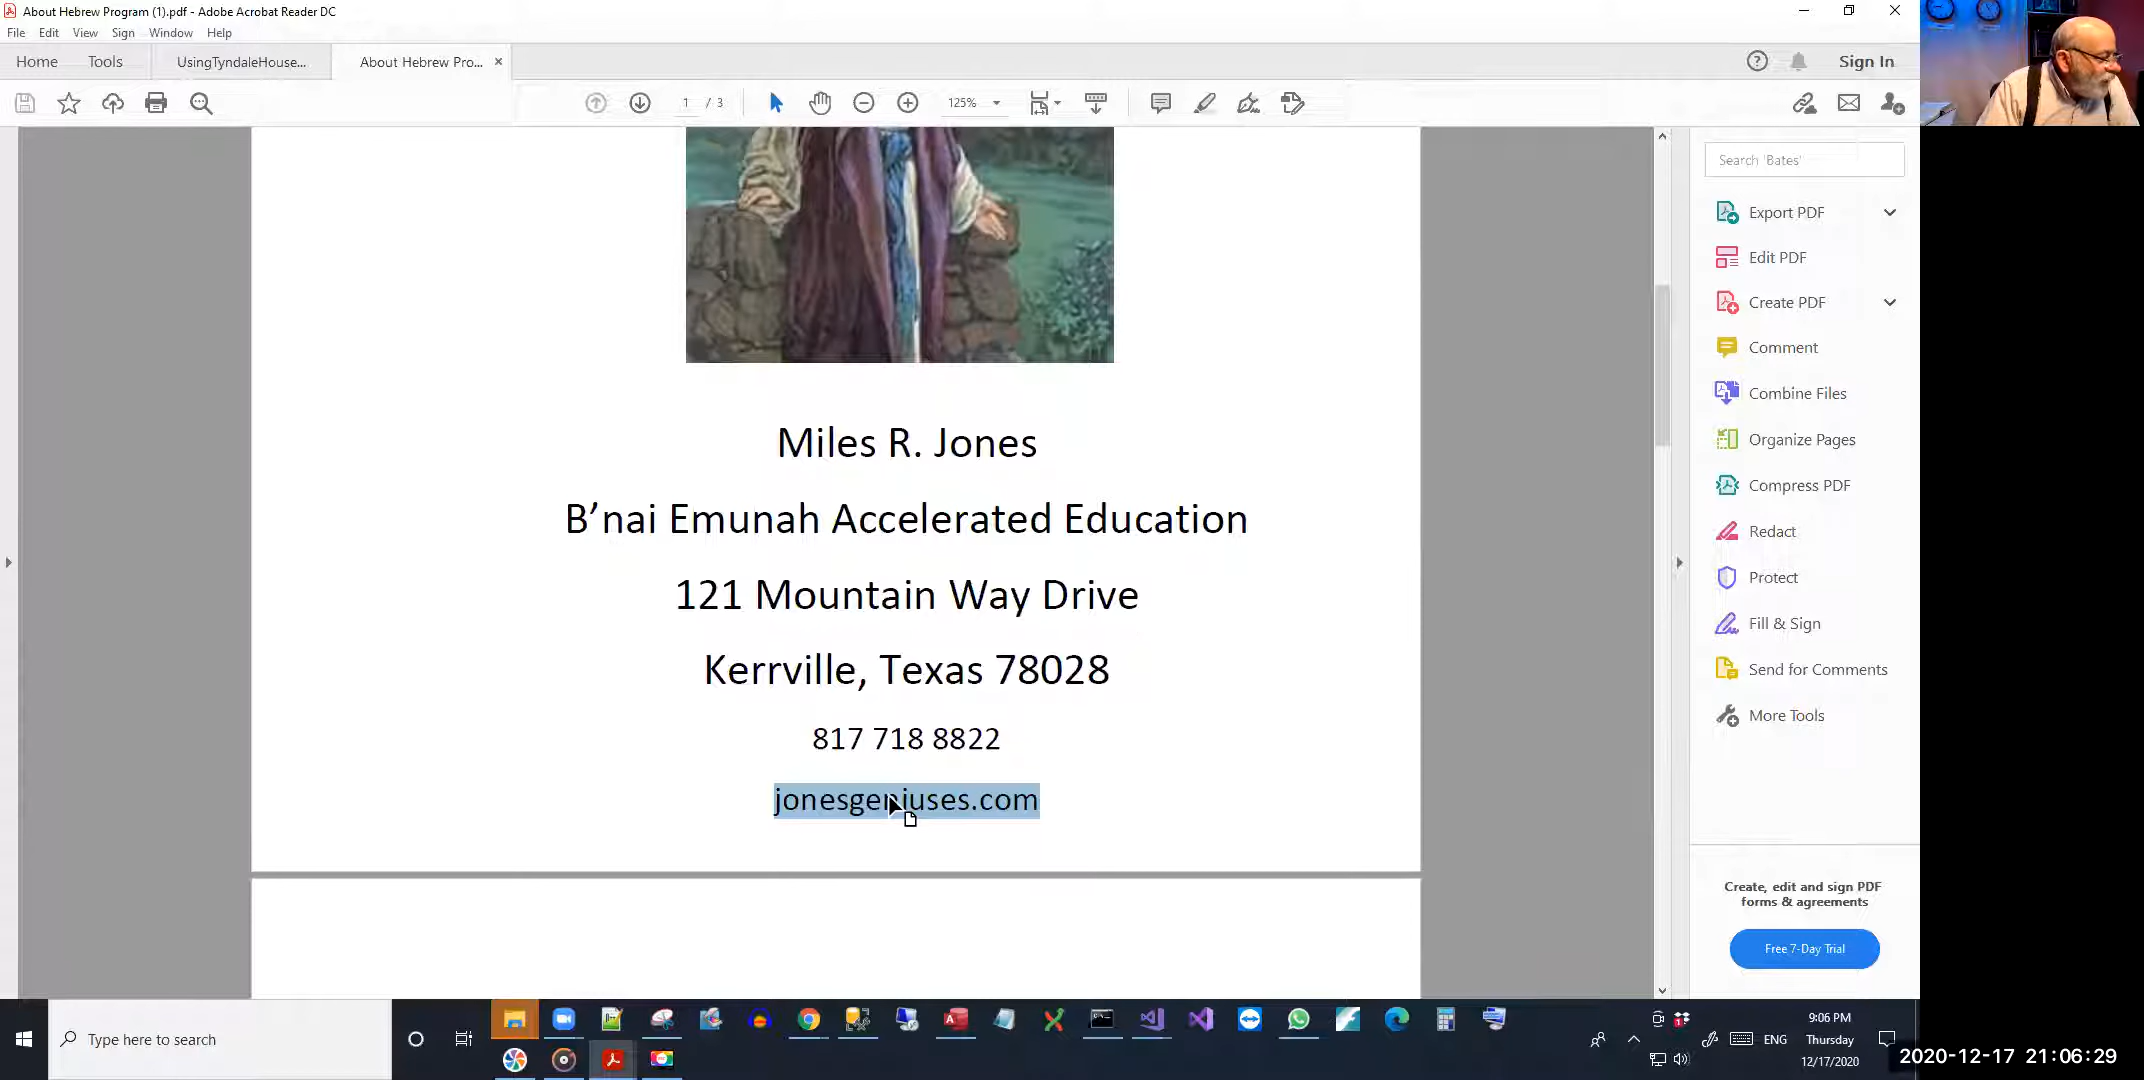 About Hebrew Program (1).pdf - Adobe Acrobat Reader DC
File Edit View Sign Window Help
Home Tools UsingTyndaleHouse... About Hebrew Pro... × Sign In
1 / 3 125%
Search 'Bates'
Export PDF
Edit PDF
Create PDF
Comment
Combine Files
Organize Pages
Compress PDF
Redact
Protect
Fill & Sign
Send for Comments
More Tools
Miles R. Jones
B’nai Emunah Accelerated Education
121 Mountain Way Drive
Kerrville, Texas 78028
817 718 8822
jonesgeniuses.com
Create, edit and sign PDF
forms & agreements
Free 7-Day Trial
Type here to search
ENG
9:06 PM
Thursday
12/17/2020
2020-12-17 21:06:29